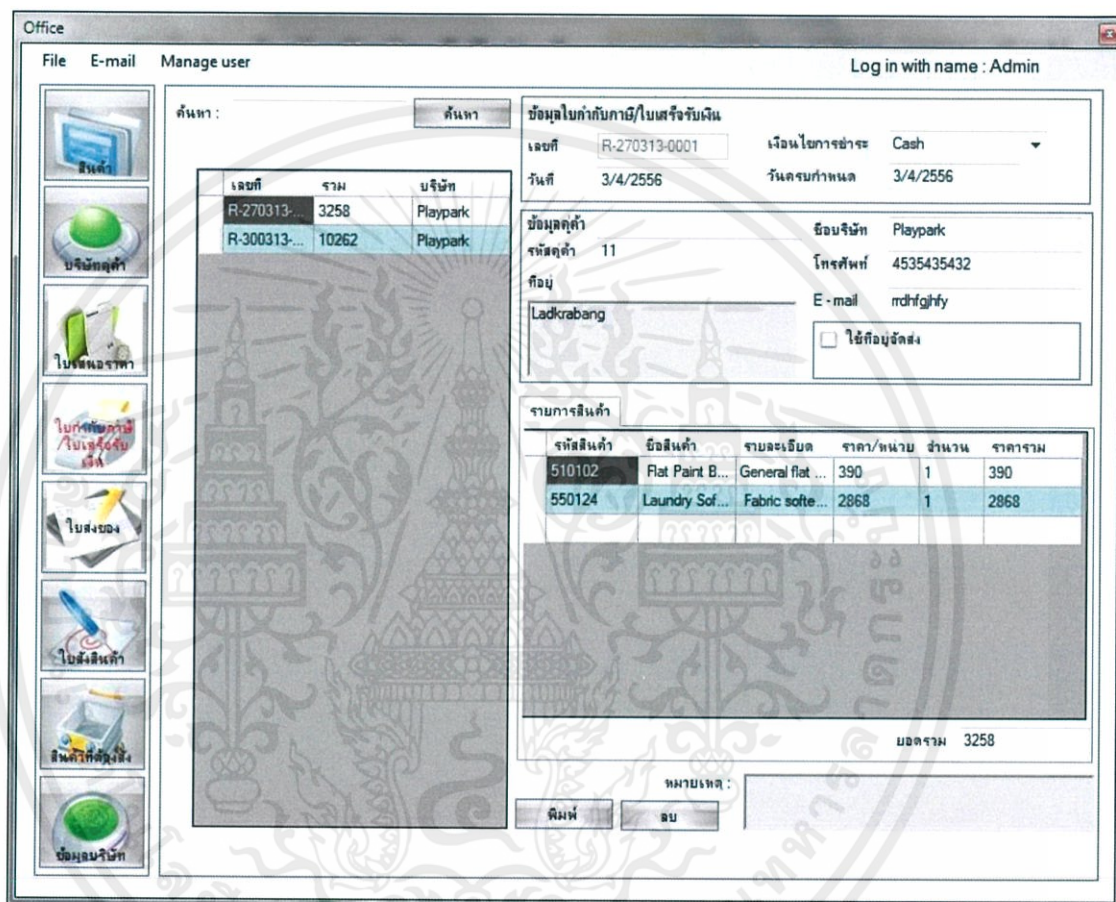 Office
File E-mail Manage user Log in with name : Admin
สินค้า
บริษัทคู่ค้า
ใบเสนอราคา
ใบกำกับภาษี
/ใบเสร็จรับ
เงิน
ใบส่งของ
ใบสั่งสินค้า
สินค้าที่ต้องสั่ง
ข้อมูลบริษัท
ค้นหา : ค้นหา
เลขที่ รวม บริษัท
R-270313-... 3258 Playpark
R-300313-... 10262 Playpark
ข้อมูลใบกำกับภาษี/ใบเสร็จรับเงิน
เลขที่ R-270313-0001 เงื่อนไขการชำระ Cash
วันที่ 3/4/2556 วันครบกำหนด 3/4/2556
ข้อมูลคู่ค้า
ชื่อบริษัท Playpark
รหัสคู่ค้า 11
โทรศัพท์ 4535435432
ที่อยู่
E - mail rrdhfgjhfy
Ladkrabang
ใช้ที่อยู่จัดส่ง
รายการสินค้า
รหัสสินค้า ชื่อสินค้า รายละเอียด ราคา/หน่วย จำนวน ราคารวม
510102 Flat Paint B... General flat ... 390 1 390
550124 Laundry Sof... Fabric softe... 2868 1 2868
ยอดรวม 3258
หมายเหตุ :
พิมพ์ ลบ